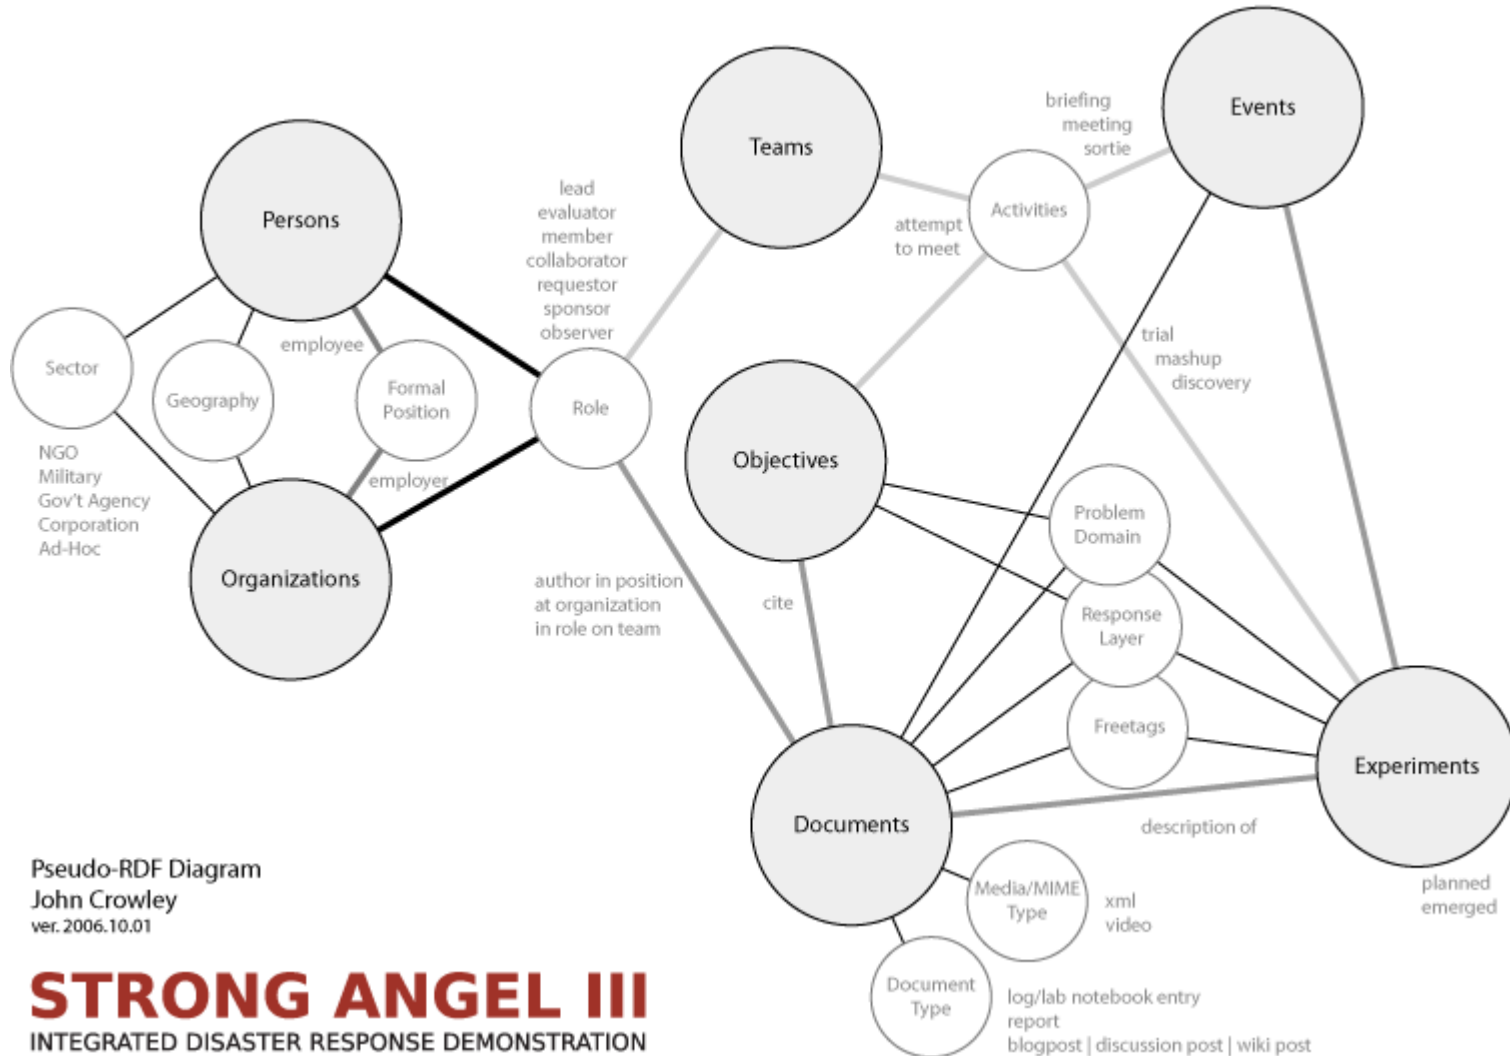 Persons
Sector
NGO
Military
Gov't Agency
Corporation
Ad-Hoc
Geography
employee
Formal
Position
employer
Organizations
lead
evaluator
member
collaborator
requestor
sponsor
observer
Role
author in position
at organization
in role on team
Teams
attempt
to meet
Activities
briefing
meeting
sortie
Events
trial
mashup
discovery
Objectives
cite
Problem
Domain
Response
Layer
Freetags
Experiments
planned
emerged
description of
Documents
Media/MIME
Type
xml
video
Document
Type
log/lab notebook entry
report
blogpost | discussion post | wiki post
Pseudo-RDF Diagram
John Crowley
ver. 2006.10.01
STRONG ANGEL III
INTEGRATED DISASTER RESPONSE DEMONSTRATION